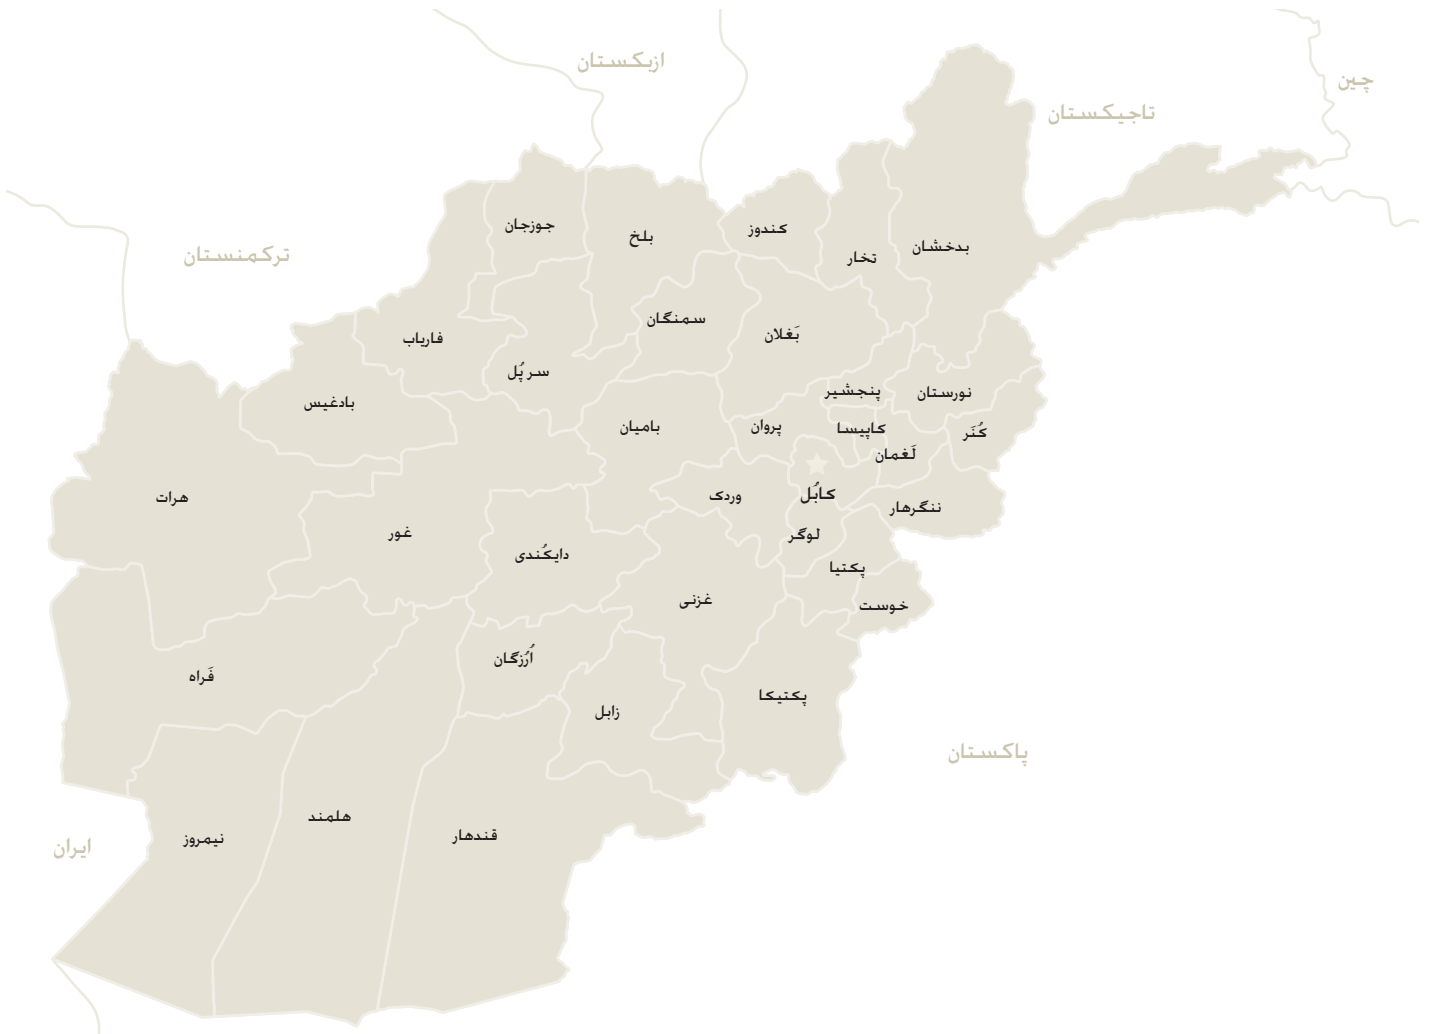 ازبکستان
چین
تاجیکستان
ترکمنستان
جوزجان
بلخ
کندوز
تخار
بدخشان
فاریاب
سمنگان
بَغلان
سر پُل
بادغیس
پنجشیر
نورستان
بامیان
پروان
کاپیسا
کُنَر
لَغمان
هرات
وردک
کابُل
ننگرهار
غور
لوگر
دایکُندی
پکتیا
غزنی
خوست
اُرُزگان
فَراه
پکتیکا
زابل
پاکستان
هلمند
نیمروز
قندهار
ایران